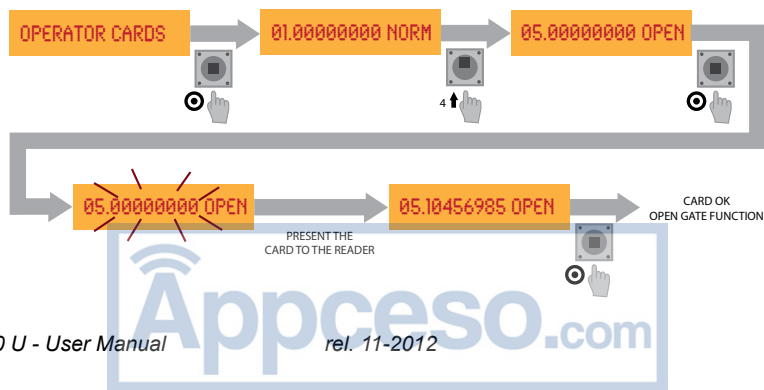 OPERATOR CARDS
01.00000000 NORM
05.00000000 OPEN
4
05.00000000 OPEN
PRESENT THE
CARD TO THE READER
05.10456985 OPEN
CARD OK
OPEN GATE FUNCTION
Appceso.com
0 U - User Manual rel. 11-2012